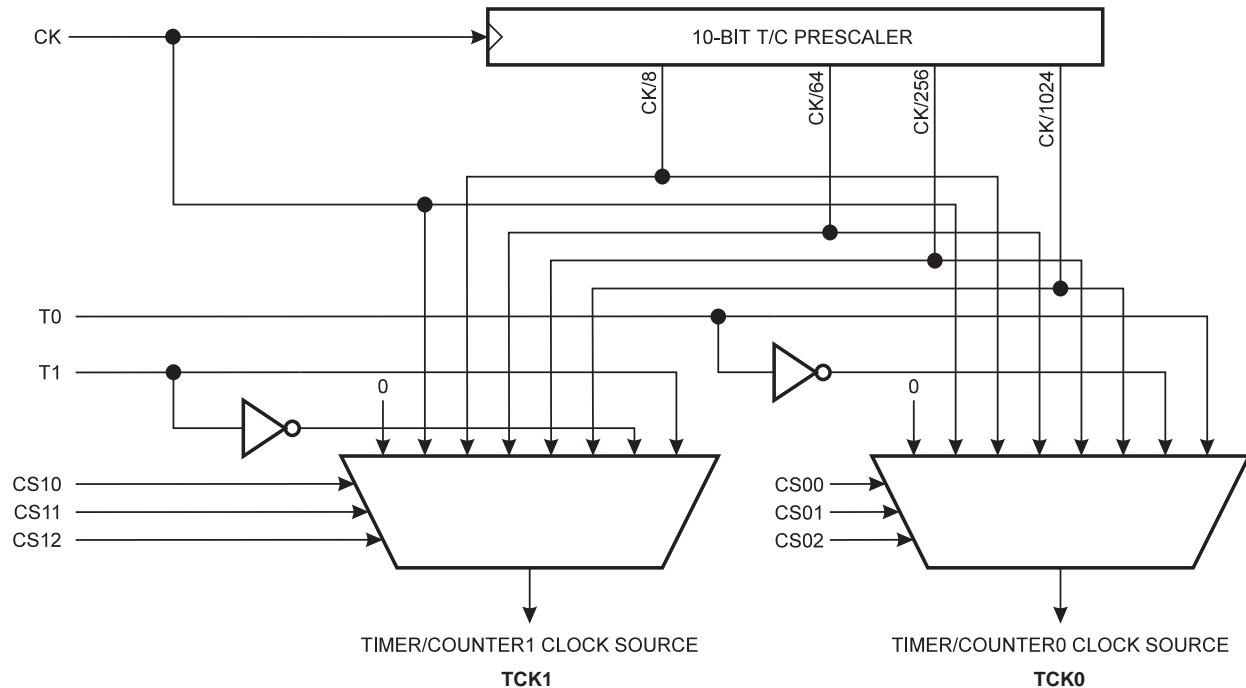 CK
10-BIT T/C PRESCALER
CK/8
CK/64
CK/256
CK/1024
T0
T1
0
0
CS10
CS11
CS12
CS00
CS01
CS02
TIMER/COUNTER1 CLOCK SOURCE
TCK1
TIMER/COUNTER0 CLOCK SOURCE
TCK0